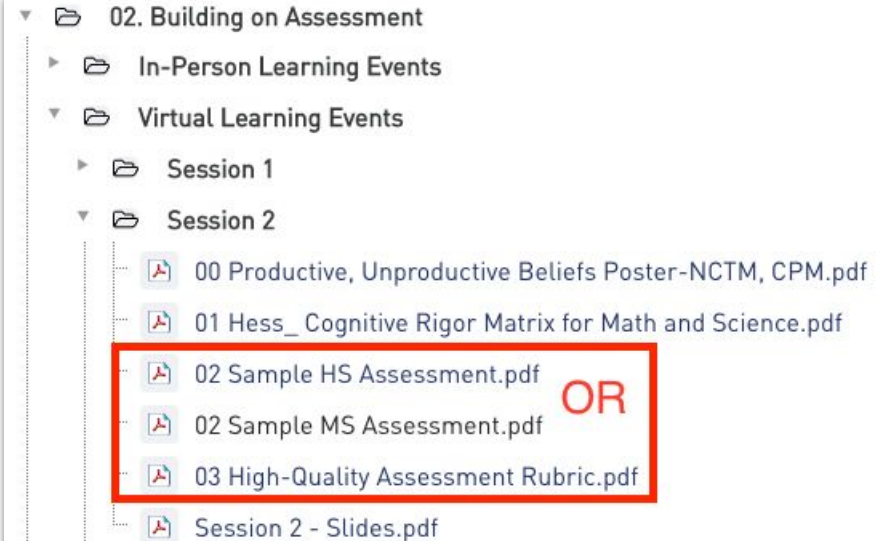 02. Building on Assessment
In-Person Learning Events
Virtual Learning Events
Session 1
Session 2
00 Productive, Unproductive Beliefs Poster-NCTM, CPM.pdf
01 Hess_ Cognitive Rigor Matrix for Math and Science.pdf
02 Sample HS Assessment.pdf
OR
02 Sample MS Assessment.pdf
03 High-Quality Assessment Rubric.pdf
Session 2 - Slides.pdf